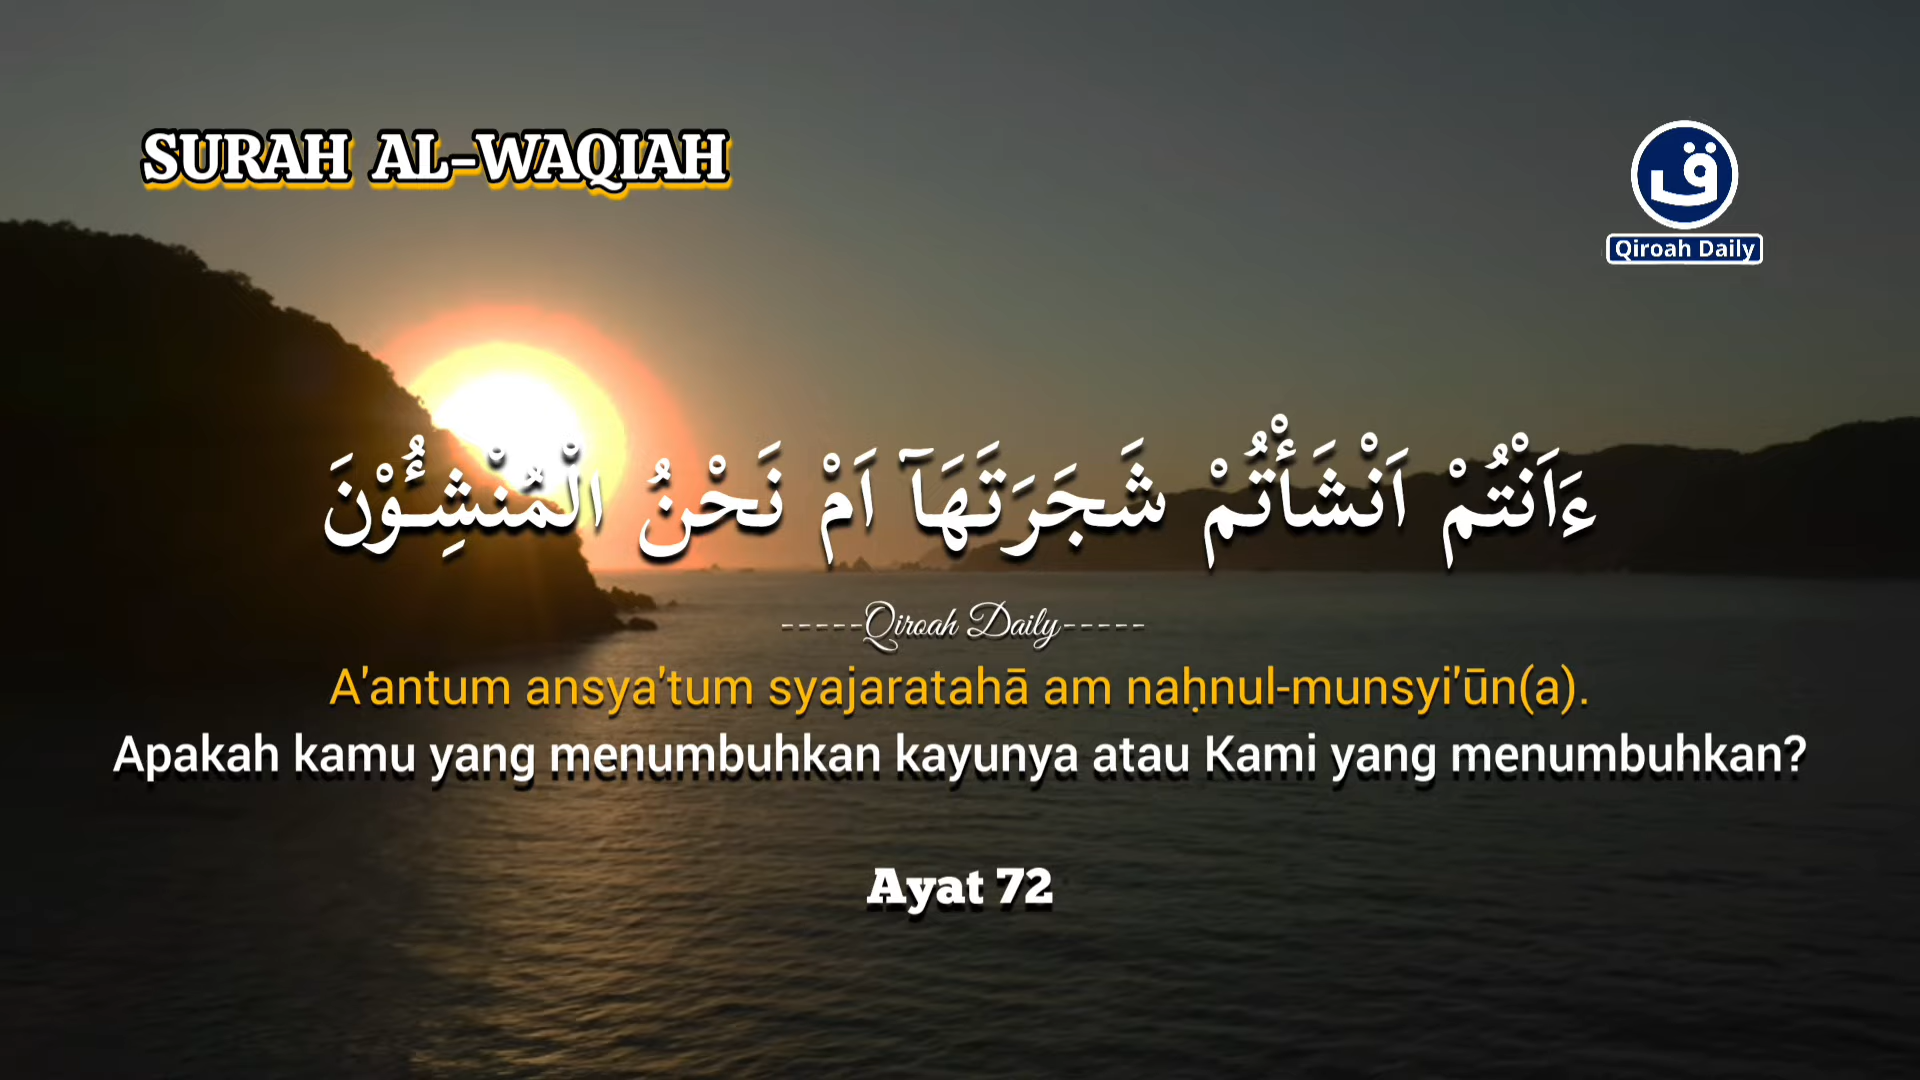 SURAH AL-WAQIAH
ق
Qiroah Daily
ءَاَنْتُمْ اَنْشَأْتُمْ شَجَرَتَهَآ اَمْ نَحْنُ الْمُنْشِـُٔوْنَ
-----Qiroah Daily-----
A'antum ansya'tum syajaratahā am naḥnul-munsyi'ūn(a).
Apakah kamu yang menumbuhkan kayunya atau Kami yang menumbuhkan?
Ayat 72